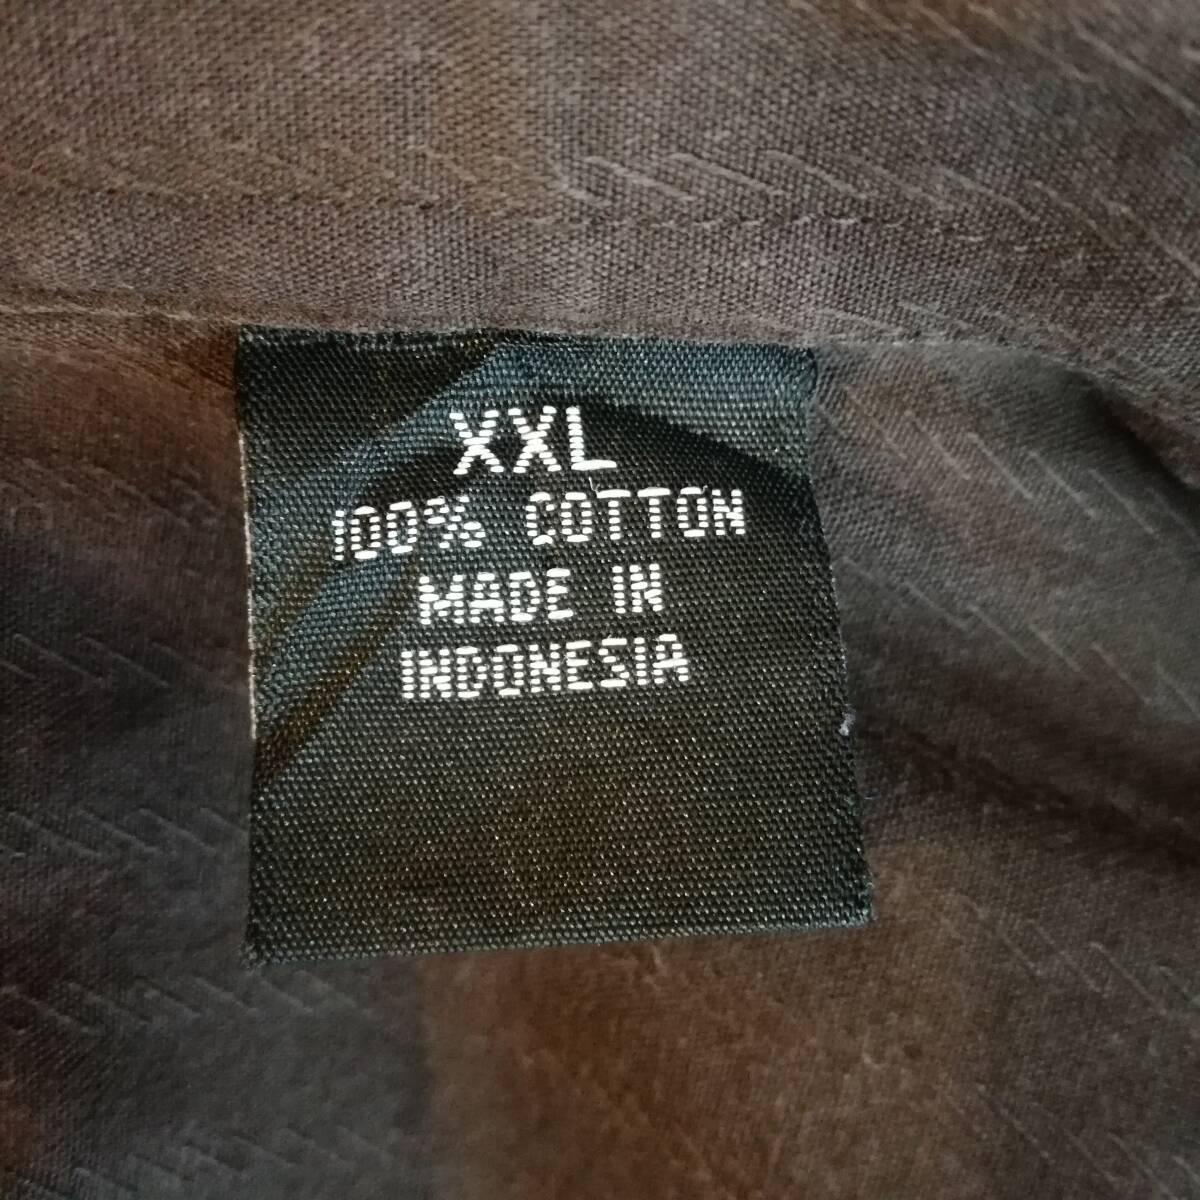 XXL
100% COTTON
MADE IN
INDONESIA